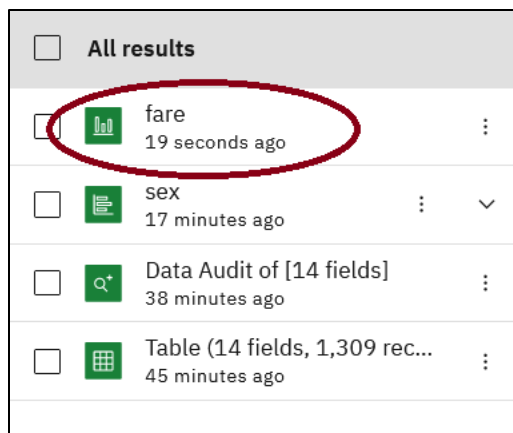 All results
fare
19 seconds ago
sex
17 minutes ago
Data Audit of [14 fields]
38 minutes ago
Table (14 fields, 1,309 rec...
45 minutes ago